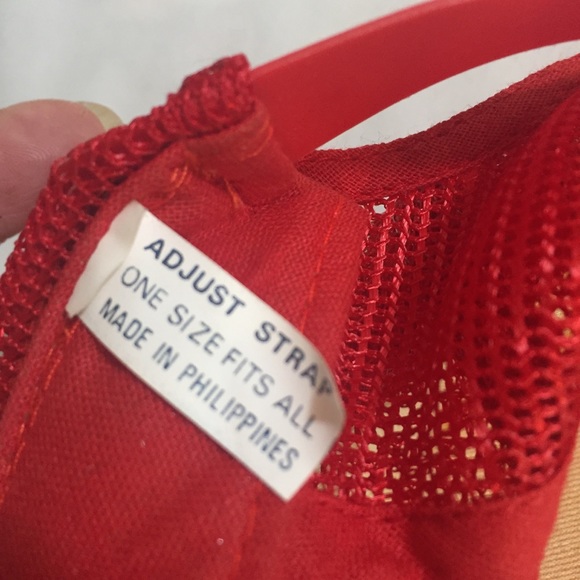 ADJUST STRAP
ONE SIZE FITS ALL
MADE IN PHILIPPINES